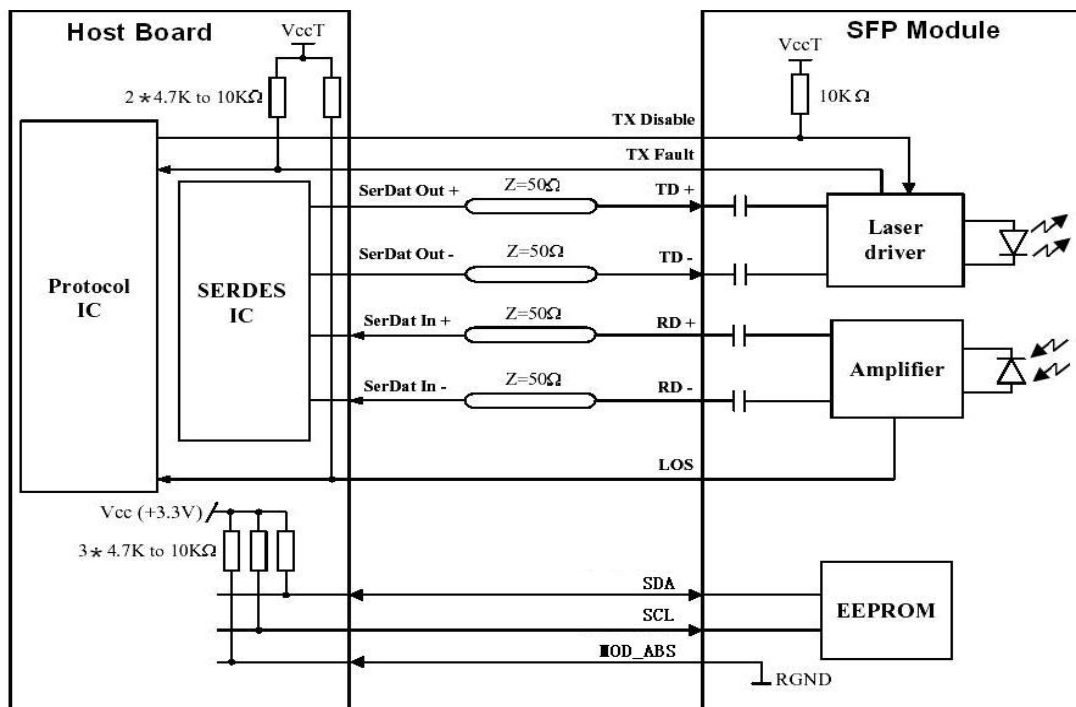 Host Board
SFP Module
VccT
VccT
2*4.7K to 10KΩ
10KΩ
TX Disable
TX Fault
SerDat Out +
Z=50Ω
TD +
SerDat Out -
Z=50Ω
TD -
Laser
driver
Protocol
IC
SERDES
IC
SerDat In +
Z=50Ω
RD +
SerDat In -
Z=50Ω
RD -
Amplifier
LOS
Vcc (+3.3V)
3*4.7K to 10KΩ
SDA
SCL
MOD_ABS
EEPROM
RGND